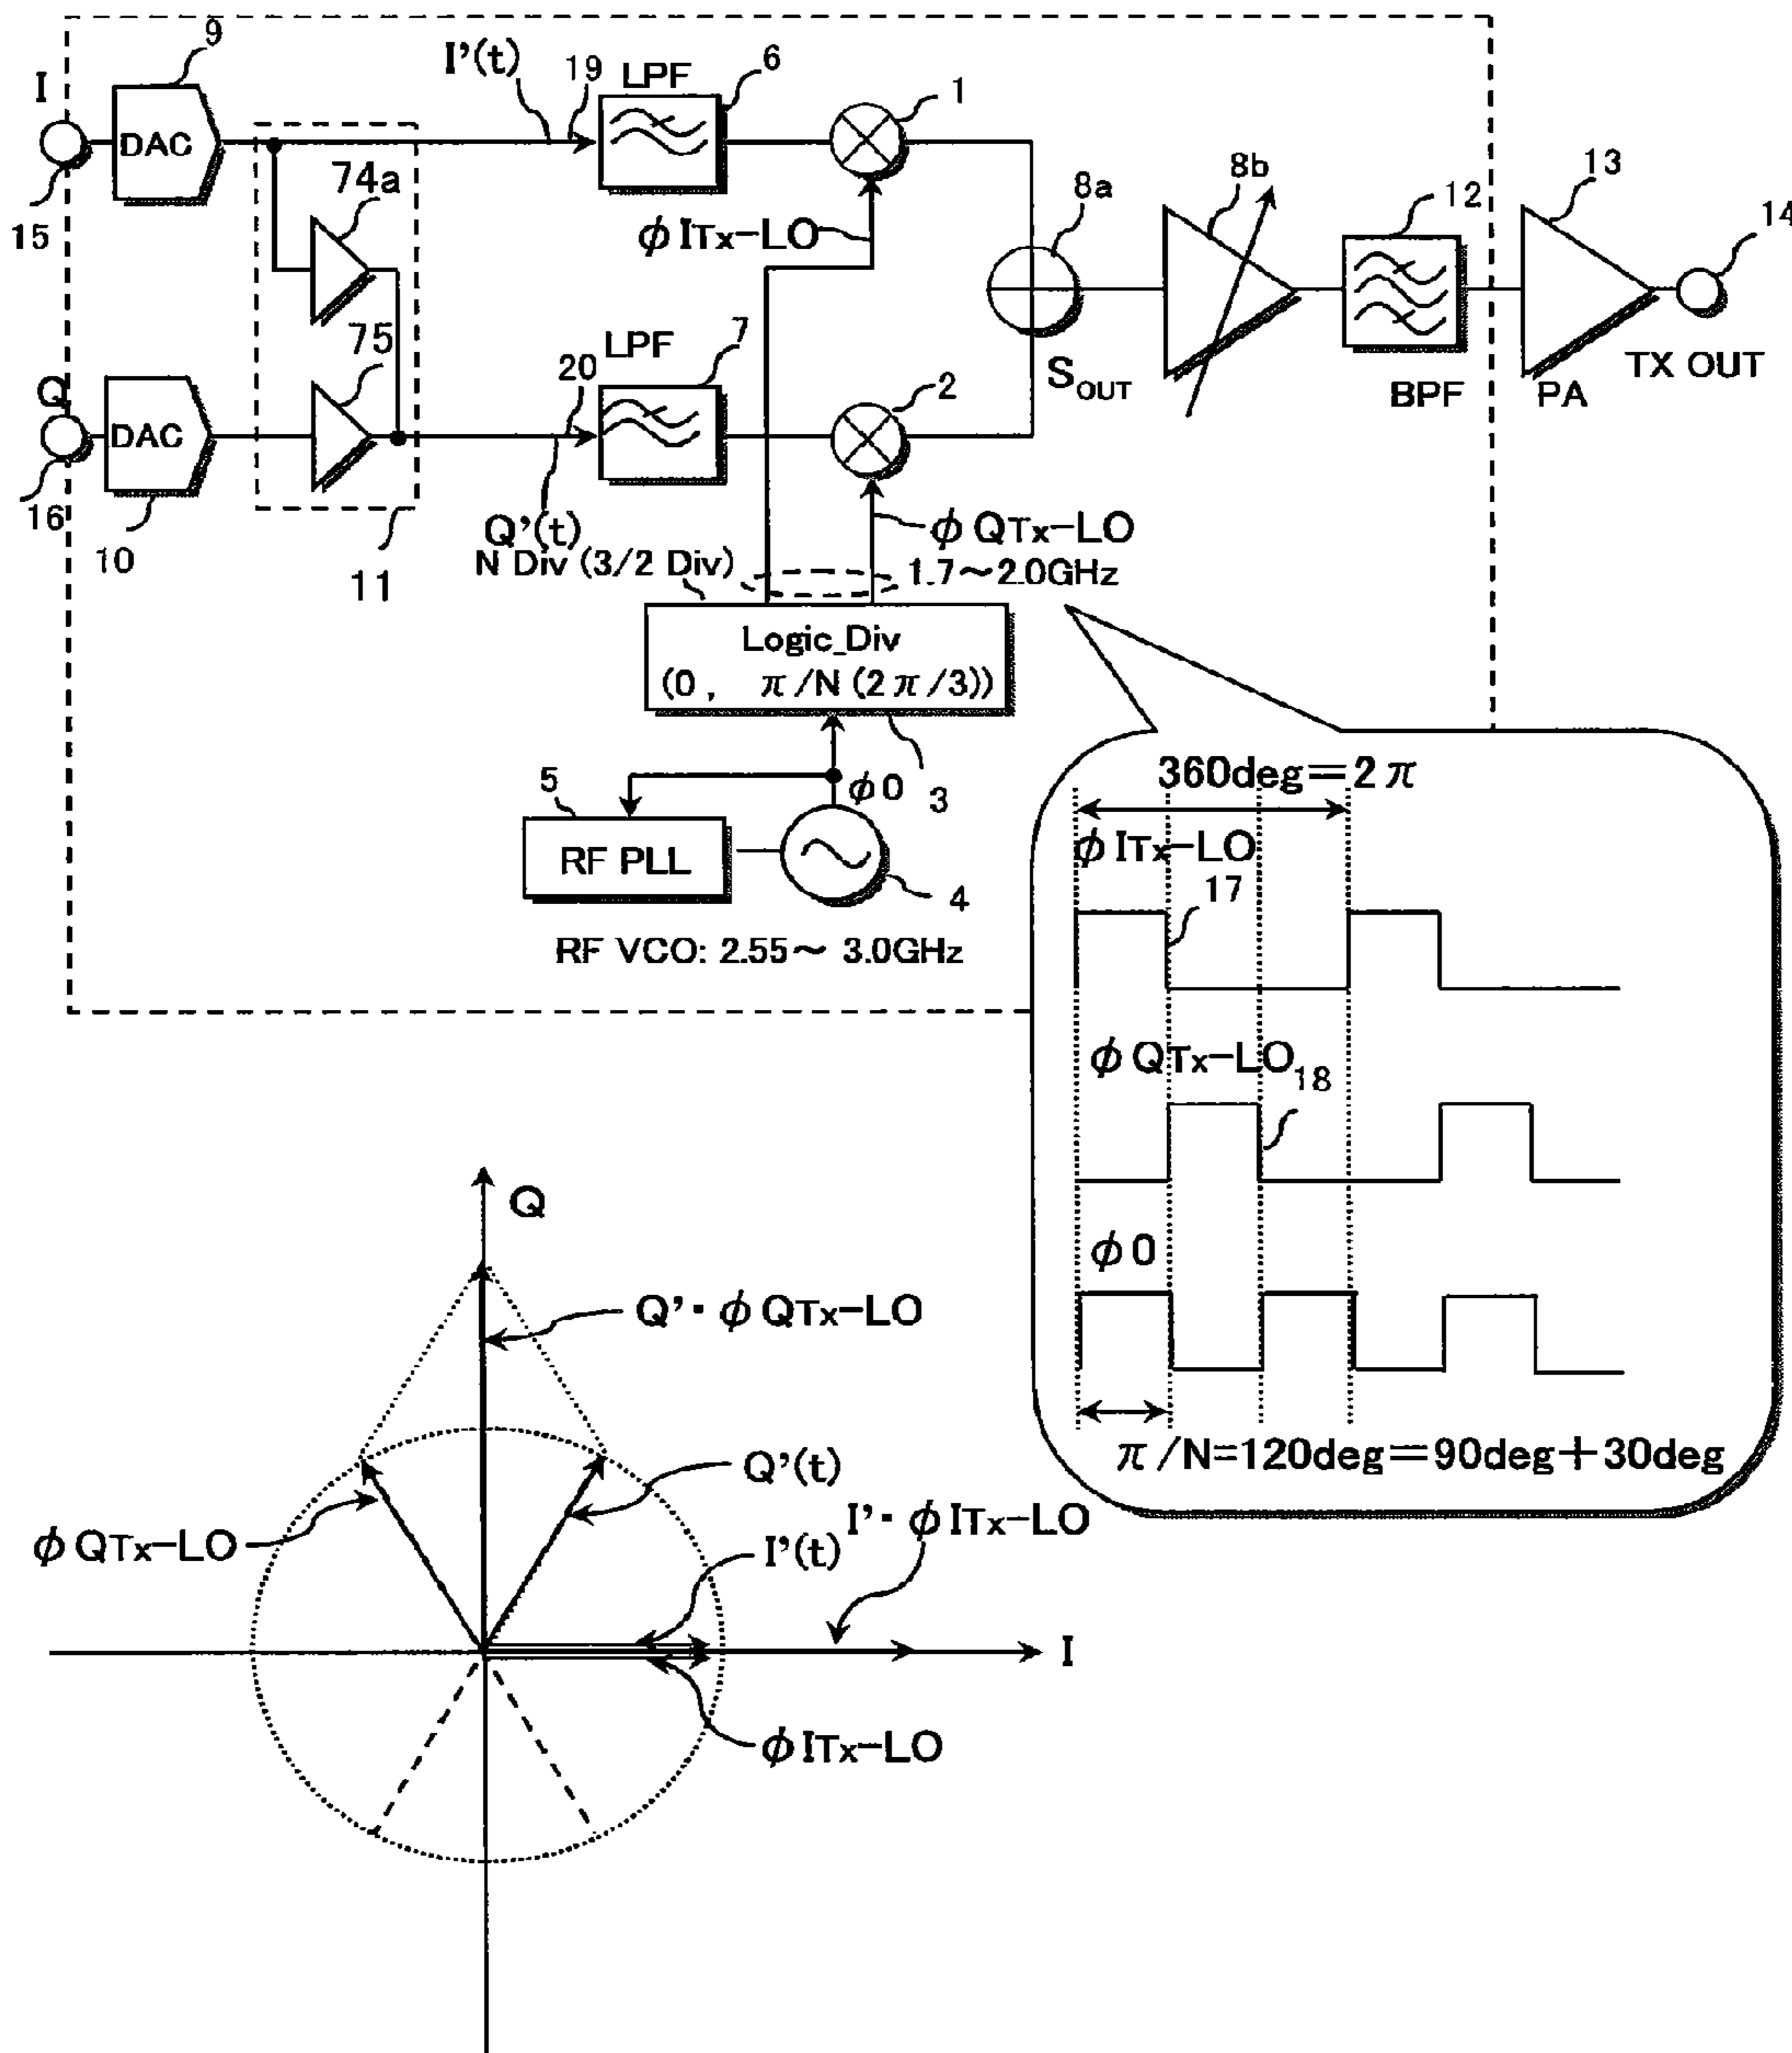 9
I
DAC
15
I'(t)
19
LPF
6
1
74a
ϕ ITx-LO
8a
8b
12
13
14
75
Q
DAC
16
10
11
20
LPF
7
2
SOUT
BPF
PA
TX OUT
Q'(t)
ϕ QTx-LO
N Div (3/2 Div)
1.7~2.0GHz
Logic_Div
(0, π/N (2π/3))
5
ϕ0
3
RF PLL
4
RF VCO: 2.55~ 3.0GHz
360deg=2π
ϕ ITx-LO
17
ϕ QTx-LO
18
ϕ0
π/N=120deg=90deg+30deg
Q
Q'・ϕ QTx-LO
Q'(t)
I'・ϕ ITx-LO
ϕ QTx-LO
I'(t)
I
ϕ ITx-LO